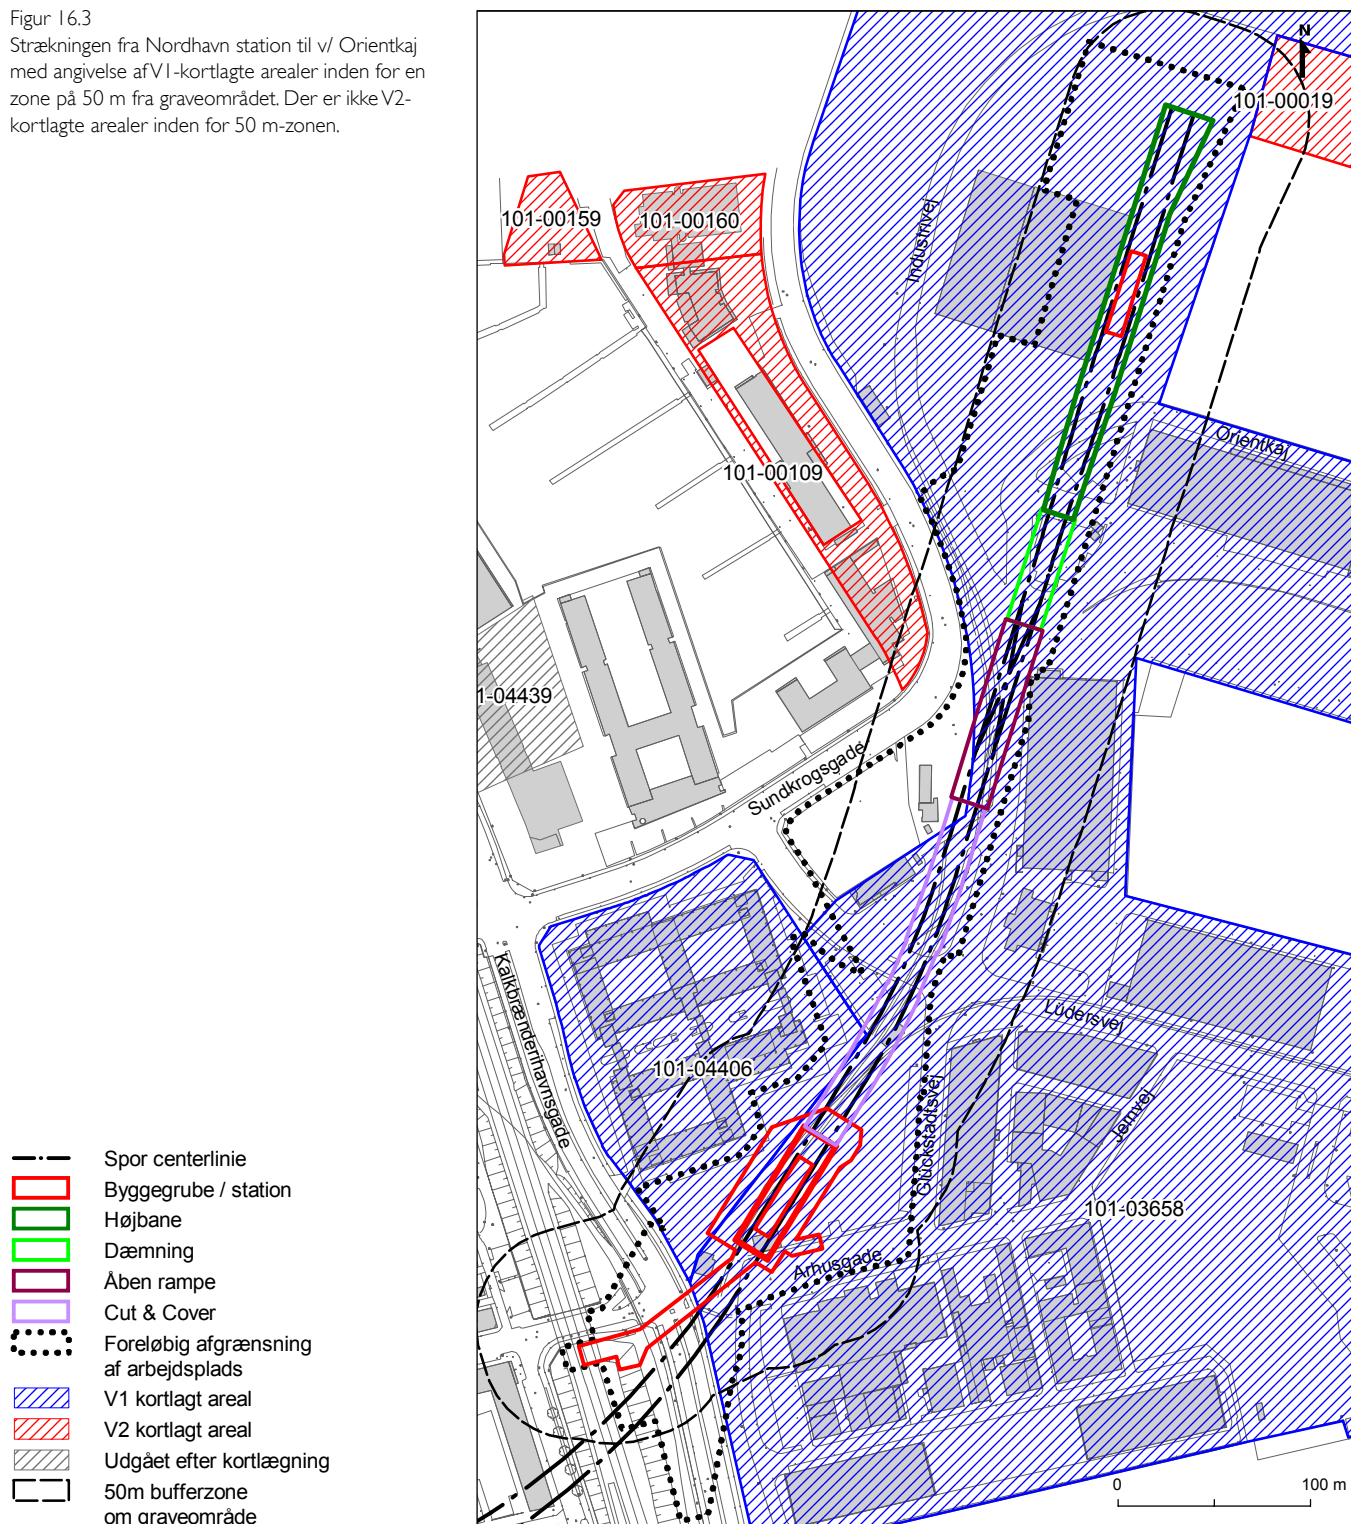 Figur 16.3
Strækningen fra Nordhavn station til v/ Orientkaj
med angivelse af V1-kortlagte arealer inden for en
zone på 50 m fra graveområdet. Der er ikke V2-
kortlagte arealer inden for 50 m-zonen.
N
101-00019
101-00159
101-00160
Industrivej
Orientkaj
101-00109
1-04439
Sundkrogsgade
Kalkbrænderihavnsgade
Lüdersvej
101-04406
Glückstadtsvej
Jernvej
101-03658
Århusgade
Spor centerlinie
Byggegrube / station
Højbane
Dæmning
Åben rampe
Cut & Cover
Foreløbig afgrænsning
af arbejdsplads
V1 kortlagt areal
V2 kortlagt areal
Udgået efter kortlægning
50m bufferzone
om graveområde
0 100 m